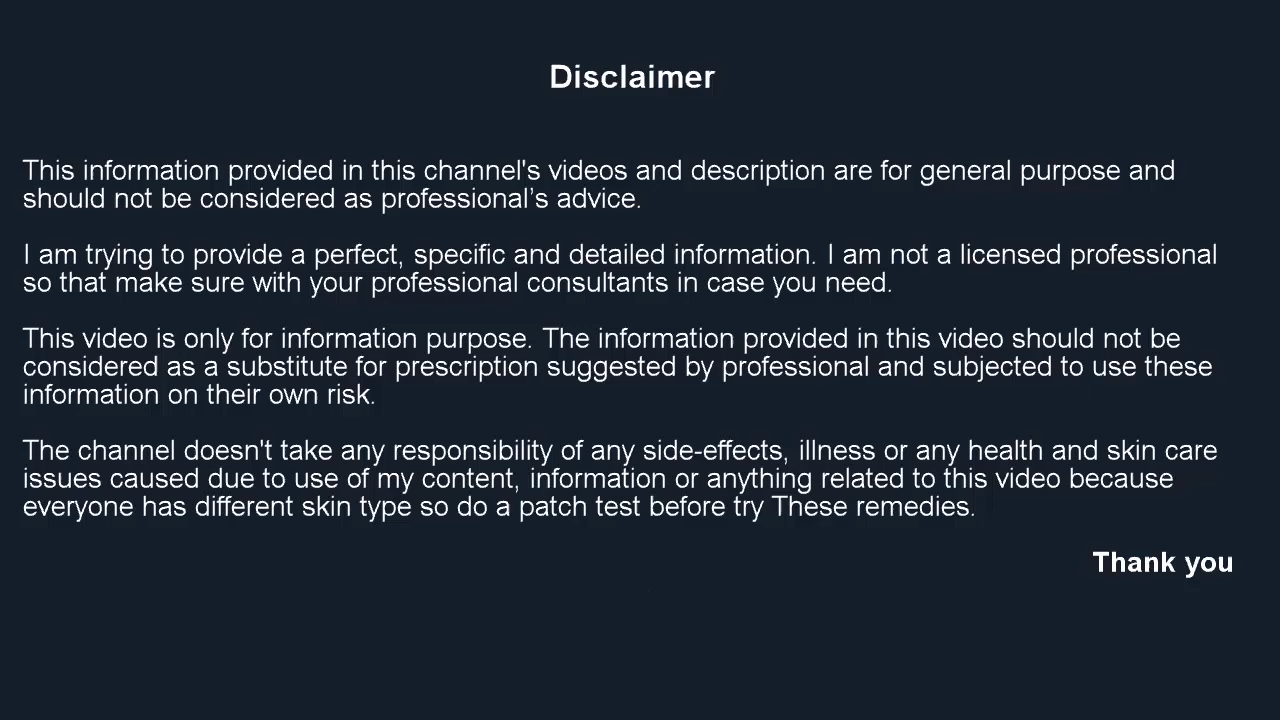 Disclaimer
This information provided in this channel's videos and description are for general purpose and
should not be considered as professional’s advice.
I am trying to provide a perfect, specific and detailed information. I am not a licensed professional
so that make sure with your professional consultants in case you need.
This video is only for information purpose. The information provided in this video should not be
considered as a substitute for prescription suggested by professional and subjected to use these
information on their own risk.
The channel doesn't take any responsibility of any side-effects, illness or any health and skin care
issues caused due to use of my content, information or anything related to this video because
everyone has different skin type so do a patch test before try These remedies.
Thank you